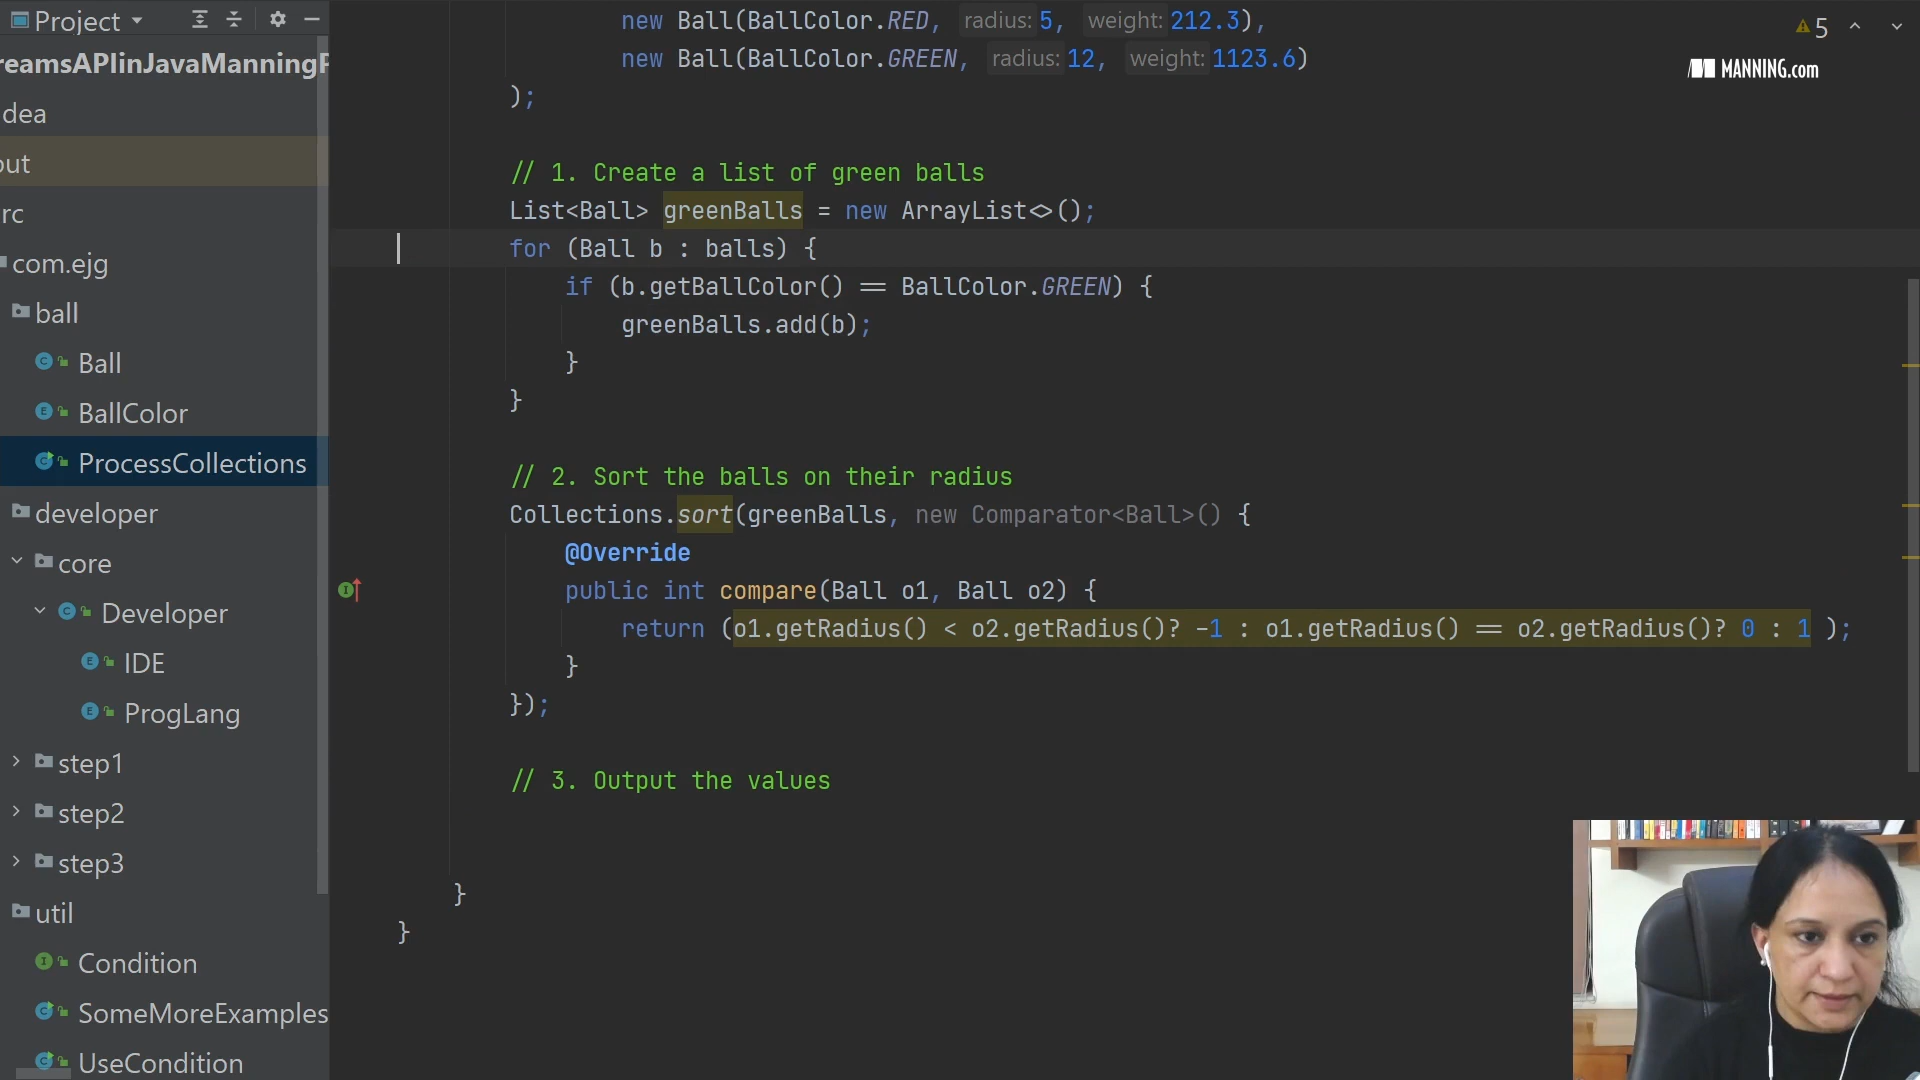 Project
reamsAPIinJavaManningP
dea
out
rc
com.ejg
ball
Ball
BallColor
ProcessCollections
developer
core
Developer
IDE
ProgLang
step1
step2
step3
util
Condition
SomeMoreExamples
UseCondition
new Ball(BallColor.RED, radius: 5, weight: 212.3),
new Ball(BallColor.GREEN, radius: 12, weight: 1123.6)
);
// 1. Create a list of green balls
List<Ball> greenBalls = new ArrayList<>();
for (Ball b : balls) {
if (b.getBallColor() == BallColor.GREEN) {
greenBalls.add(b);
}
}
// 2. Sort the balls on their radius
Collections.sort(greenBalls, new Comparator<Ball>() {
@Override
public int compare(Ball o1, Ball o2) {
return (o1.getRadius() < o2.getRadius()? -1 : o1.getRadius() == o2.getRadius()? 0 : 1 );
}
});
// 3. Output the values
}
}
5
MANNING.com